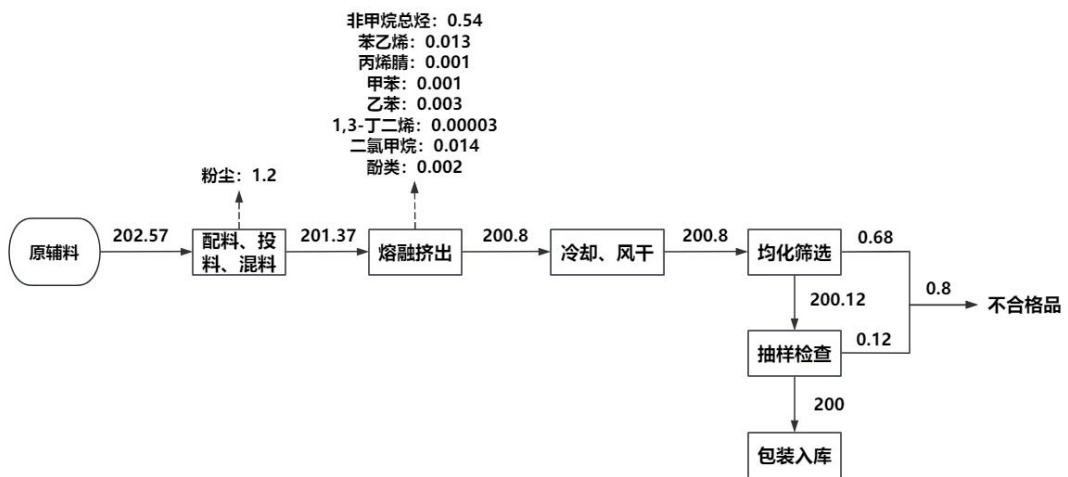 非甲烷总烃：0.54
苯乙烯：0.013
丙烯腈：0.001
甲苯：0.001
乙苯：0.003
1,3-丁二烯：0.00003
二氯甲烷：0.014
酚类：0.002
粉尘：1.2
原辅料
202.57
配料、投
料、混料
201.37
熔融挤出
200.8
冷却、风干
200.8
均化筛选
0.68
200.12
0.8
不合格品
抽样检查
0.12
200
包装入库